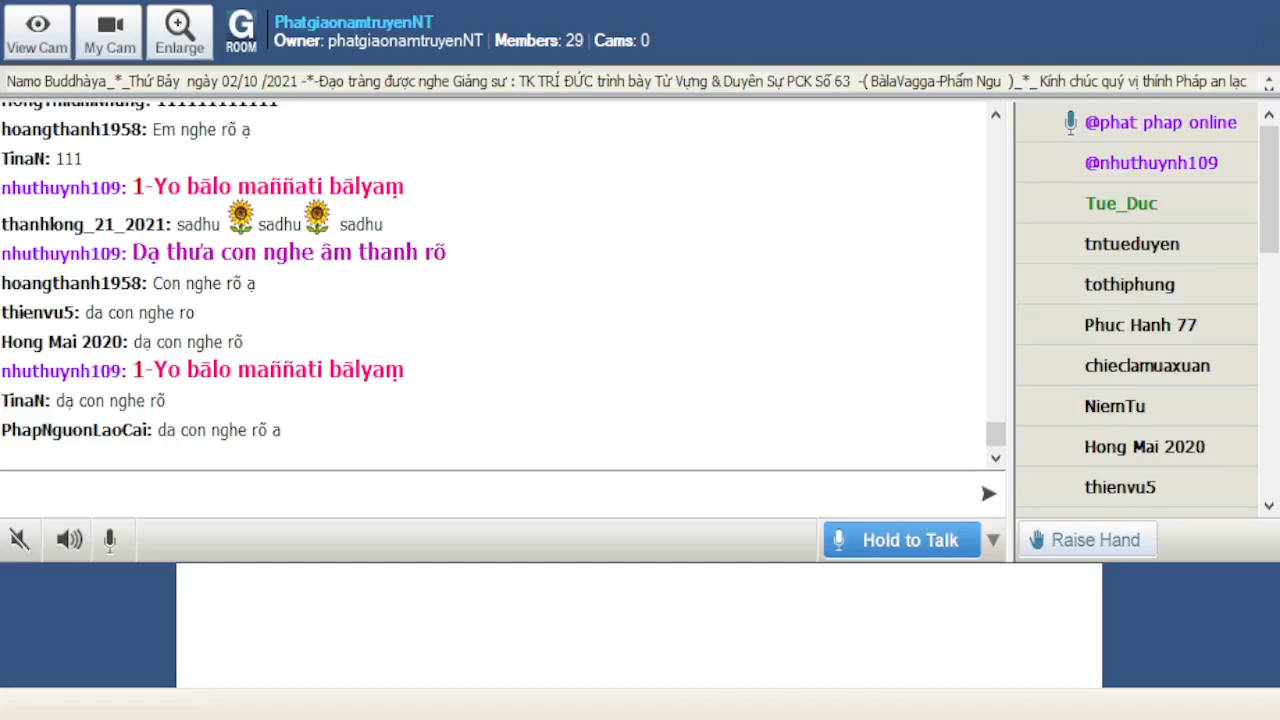 View Cam
My Cam
Enlarge
G
ROOM
PhatgiaonamtruyenNT
Owner: phatgiaonamtruyenNT | Members: 29 | Cams: 0
Namo Buddhàya_*_Thứ Bảy ngày 02/10 /2021 -*-Đạo tràng được nghe Giảng sư : TK TRÍ ĐỨC trình bày Từ Vựng & Duyên Sự PCK Số 63 -( BàlaVagga-Phẩm Ngu )_*_ Kính chúc quý vị thính Pháp an lạc
hoangthanh1958: Em nghe rõ ạ
TinaN: 111
nhuthuynh109: 1-Yo bālo maññati bālyaṃ
thanhlong_21_2021: sadhu sadhu sadhu
nhuthuynh109: Dạ thưa con nghe âm thanh rõ
hoangthanh1958: Con nghe rõ ạ
thienvu5: da con nghe ro
Hong Mai 2020: dạ con nghe rõ
nhuthuynh109: 1-Yo bālo maññati bālyaṃ
TinaN: dạ con nghe rõ
PhapNguonLaoCai: da con nghe rõ a
@phat phap online
@nhuthuynh109
Tue_Duc
tntueduyen
tothiphung
Phuc Hanh 77
chieclamuaxuan
NiemTu
Hong Mai 2020
thienvu5
Hold to Talk
Raise Hand